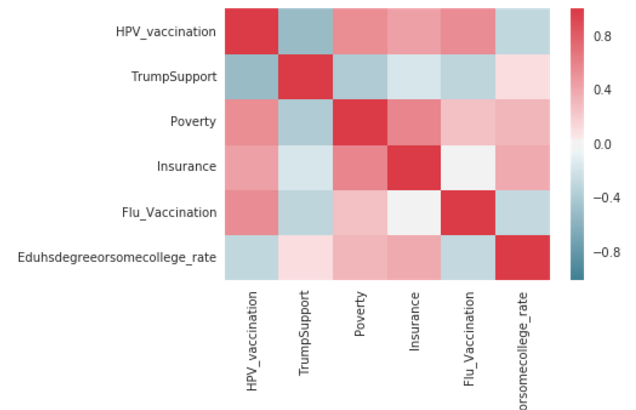 HPV_vaccination
TrumpSupport
Poverty
Insurance
Flu_Vaccination
Eduhsdegreeorsomecollege_rate
0.8
0.4
0.0
−0.4
−0.8
HPV_vaccination
TrumpSupport
Poverty
Insurance
Flu_Vaccination
orsomecollege_rate